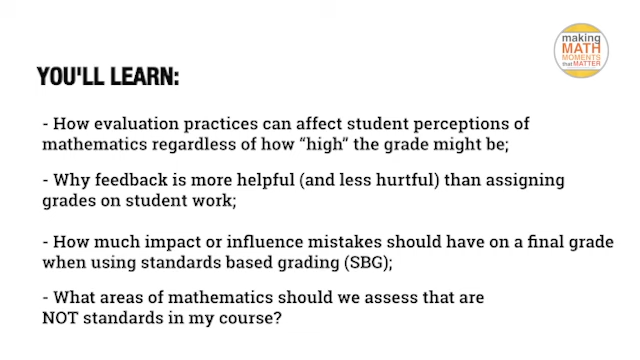 making
MATH
MOMENTS
that MATTER
YOU'LL LEARN:
- How evaluation practices can affect student perceptions of
mathematics regardless of how “high” the grade might be;
- Why feedback is more helpful (and less hurtful) than assigning
grades on student work;
- How much impact or influence mistakes should have on a final grade
when using standards based grading (SBG);
- What areas of mathematics should we assess that are
NOT standards in my course?